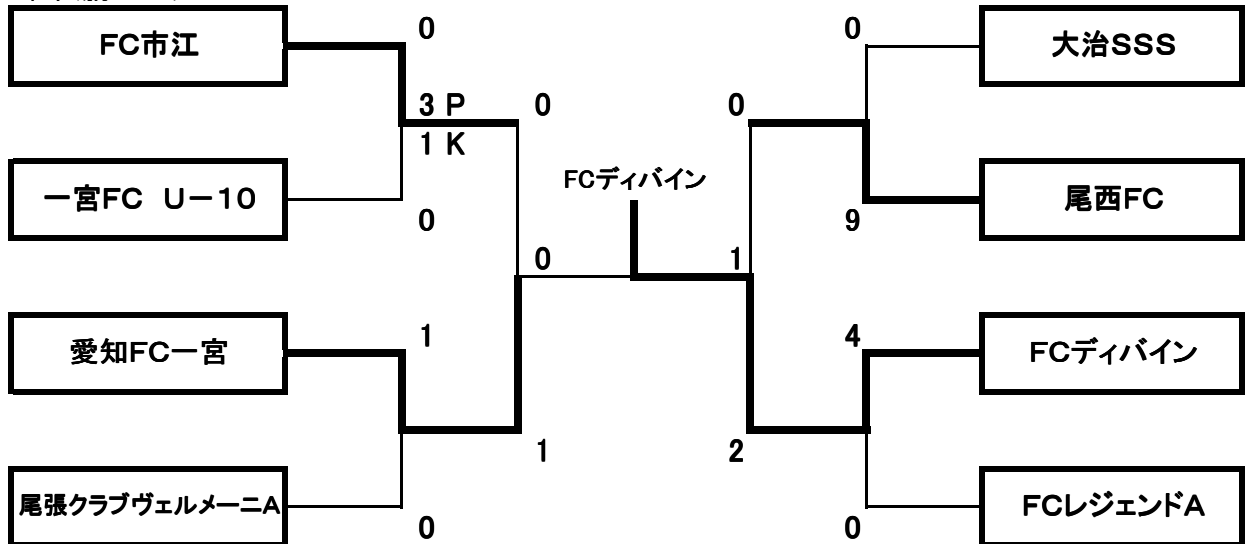 FC市江
0
0
大治SSS
3 P
0
0
1 K
一宮FC U-10
FCディバイン
尾西FC
0
9
0
1
愛知FC一宮
1
4
FCディバイン
1
2
尾張クラブヴェルメーニA
FCレジェンドA
0
0